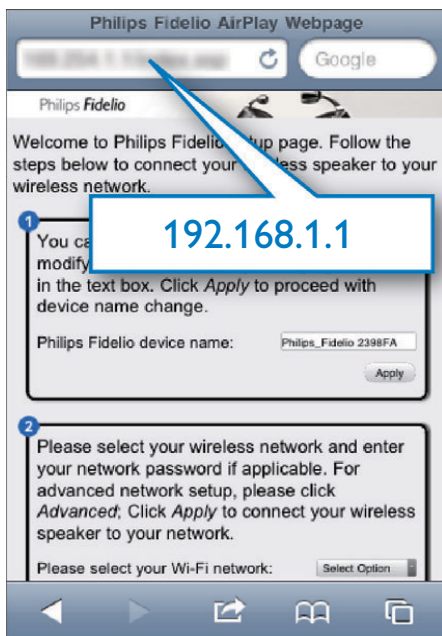 Philips Fidelio AirPlay Webpage
Google
Philips Fidelio
Welcome to Philips Fidelio setup page. Follow the
steps below to connect your wireless speaker to your
wireless network.
192.168.1.1
1
You
modify
in the text box. Click Apply to proceed with
device name change.
Philips Fidelio device name:
Philips_Fidelio 2398FA
Apply
2
Please select your wireless network and enter
your network password if applicable. For
advanced network setup, please click
Advanced; Click Apply to connect your wireless
speaker to your network.
Please select your Wi-Fi network:
Select Option